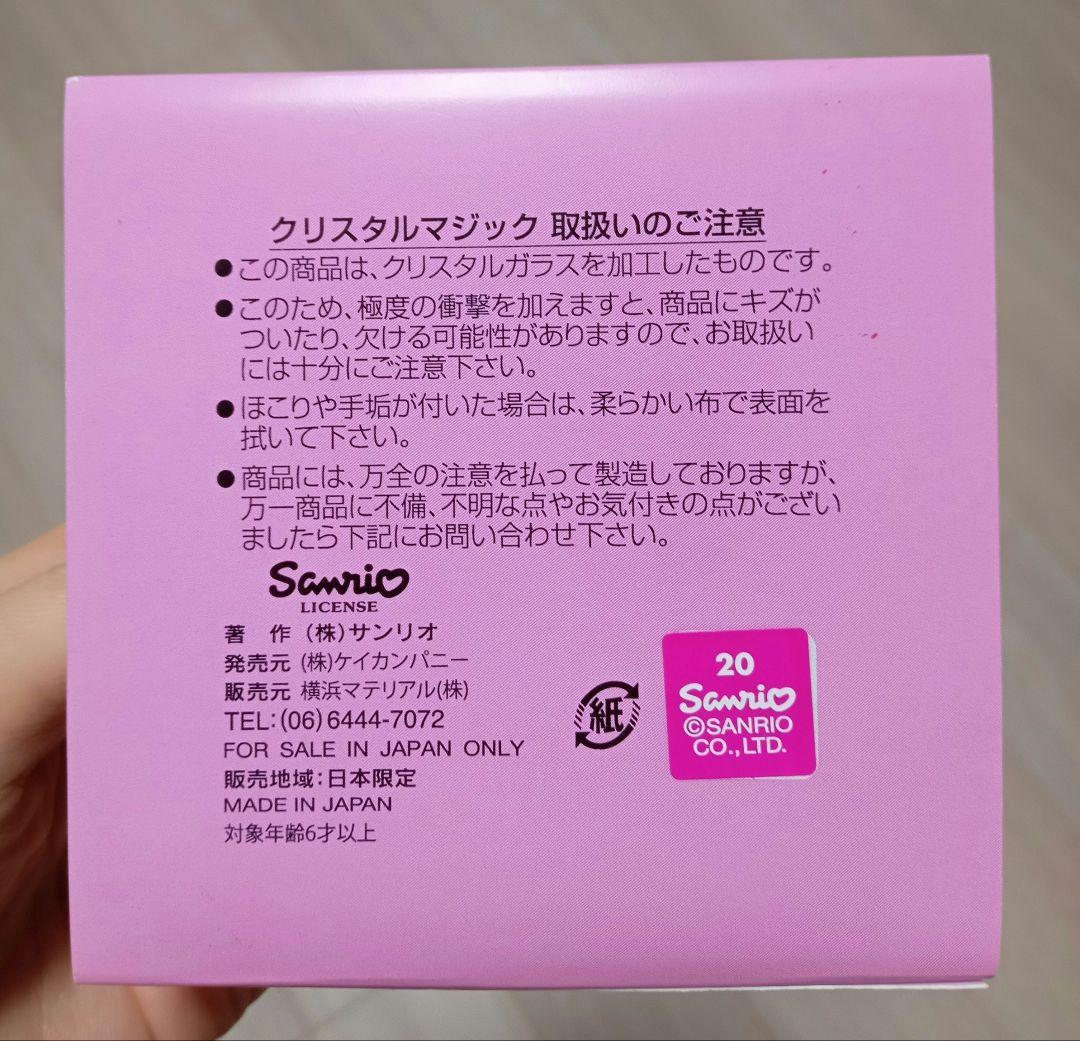 クリスタルマジック 取扱いのご注意
●この商品は、クリスタルガラスを加工したものです。
●このため、極度の衝撃を加えますと、商品にキズが
ついたり、欠ける可能性がありますので、お取扱い
には十分にご注意下さい。
●ほこりや手垢が付いた場合は、柔らかい布で表面を
拭いて下さい。
●商品には、万全の注意を払って製造しておりますが、
万一商品に不備、不明な点やお気付きの点がござい
ましたら下記にお問い合わせ下さい。
Sanrio
LICENSE
著 作 (株)サンリオ
発売元 (株)ケイカンパニー
販売元 横浜マテリアル(株)
TEL:(06)6444-7072
FOR SALE IN JAPAN ONLY
販売地域:日本限定
MADE IN JAPAN
対象年齢6才以上
紙
20
Sanrio
©SANRIO
CO.,LTD.